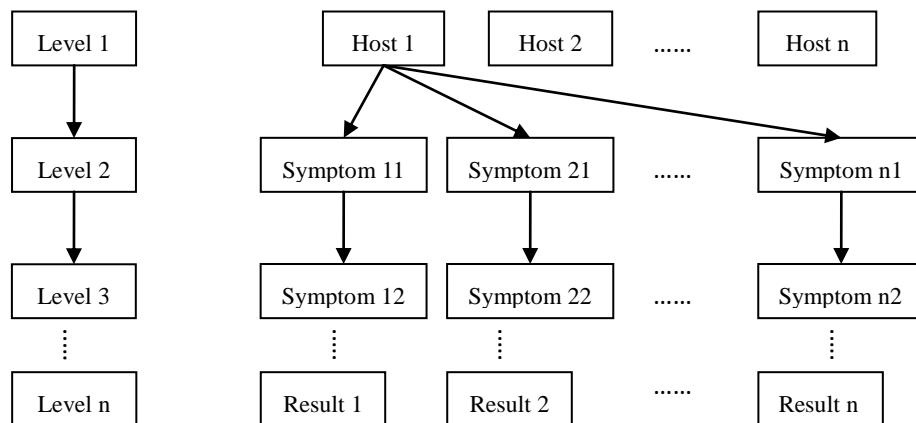 Level 1 Host 1 Host 2 ...... Host n
Level 2 Symptom 11 Symptom 21 ...... Symptom n1
Level 3 Symptom 12 Symptom 22 ...... Symptom n2
...... ...... ...... ......
Level n Result 1 Result 2 ...... Result n